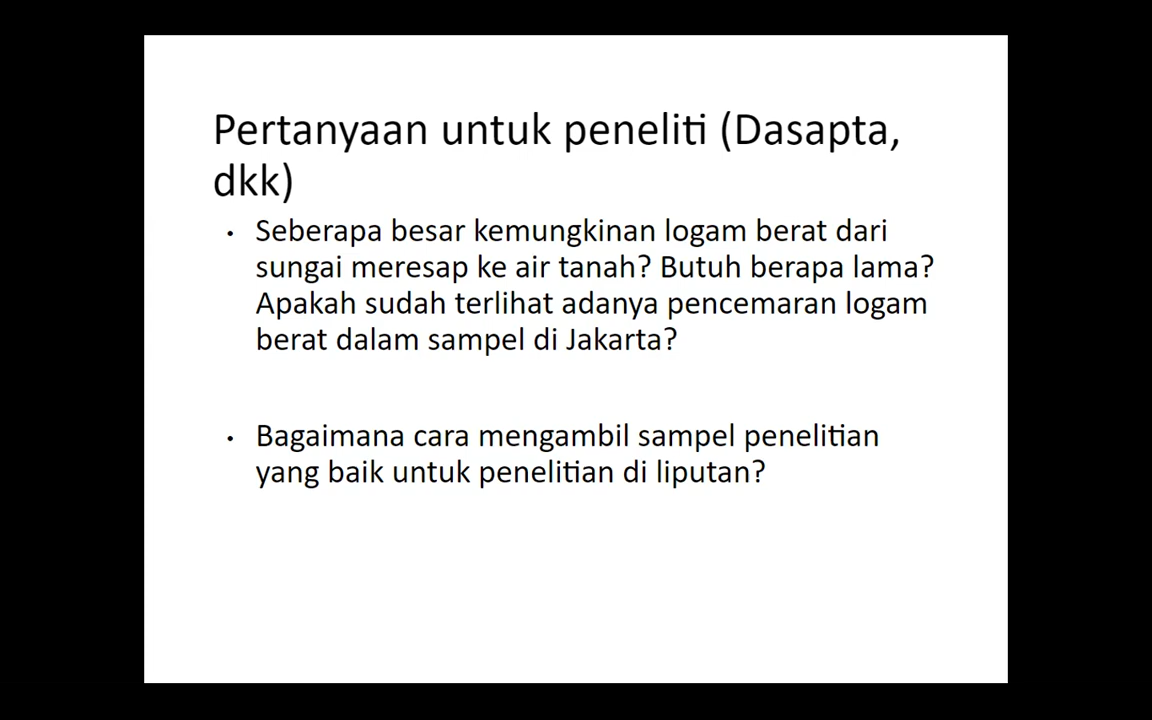 Pertanyaan untuk peneliti (Dasapta,
dkk)
• Seberapa besar kemungkinan logam berat dari
sungai meresap ke air tanah? Butuh berapa lama?
Apakah sudah terlihat adanya pencemaran logam
berat dalam sampel di Jakarta?
• Bagaimana cara mengambil sampel penelitian
yang baik untuk penelitian di liputan?